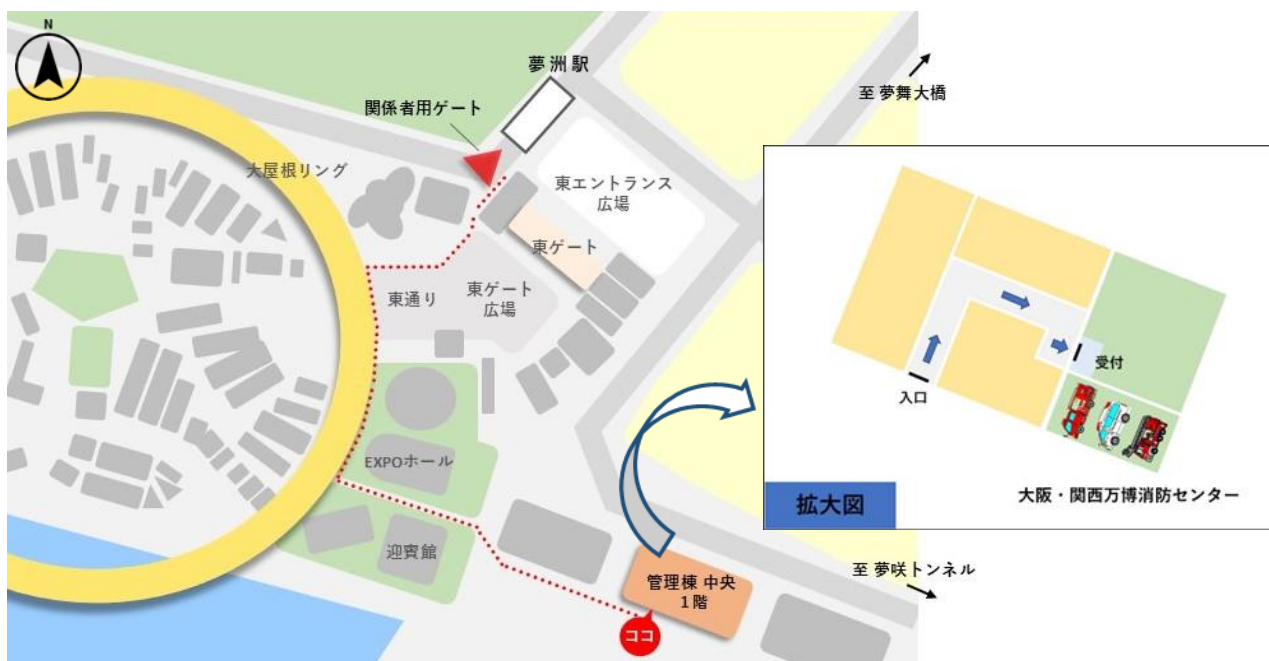 N
夢洲駅
至 夢舞大橋
関係者用ゲート
大屋根リング
東エントランス
広場
東ゲート
東通り
東ゲート
広場
EXPOホール
迎賓館
管理棟 中央
1階
ココ
至 夢咲トンネル
入口
受付
大阪・関西万博消防センター
拡大図